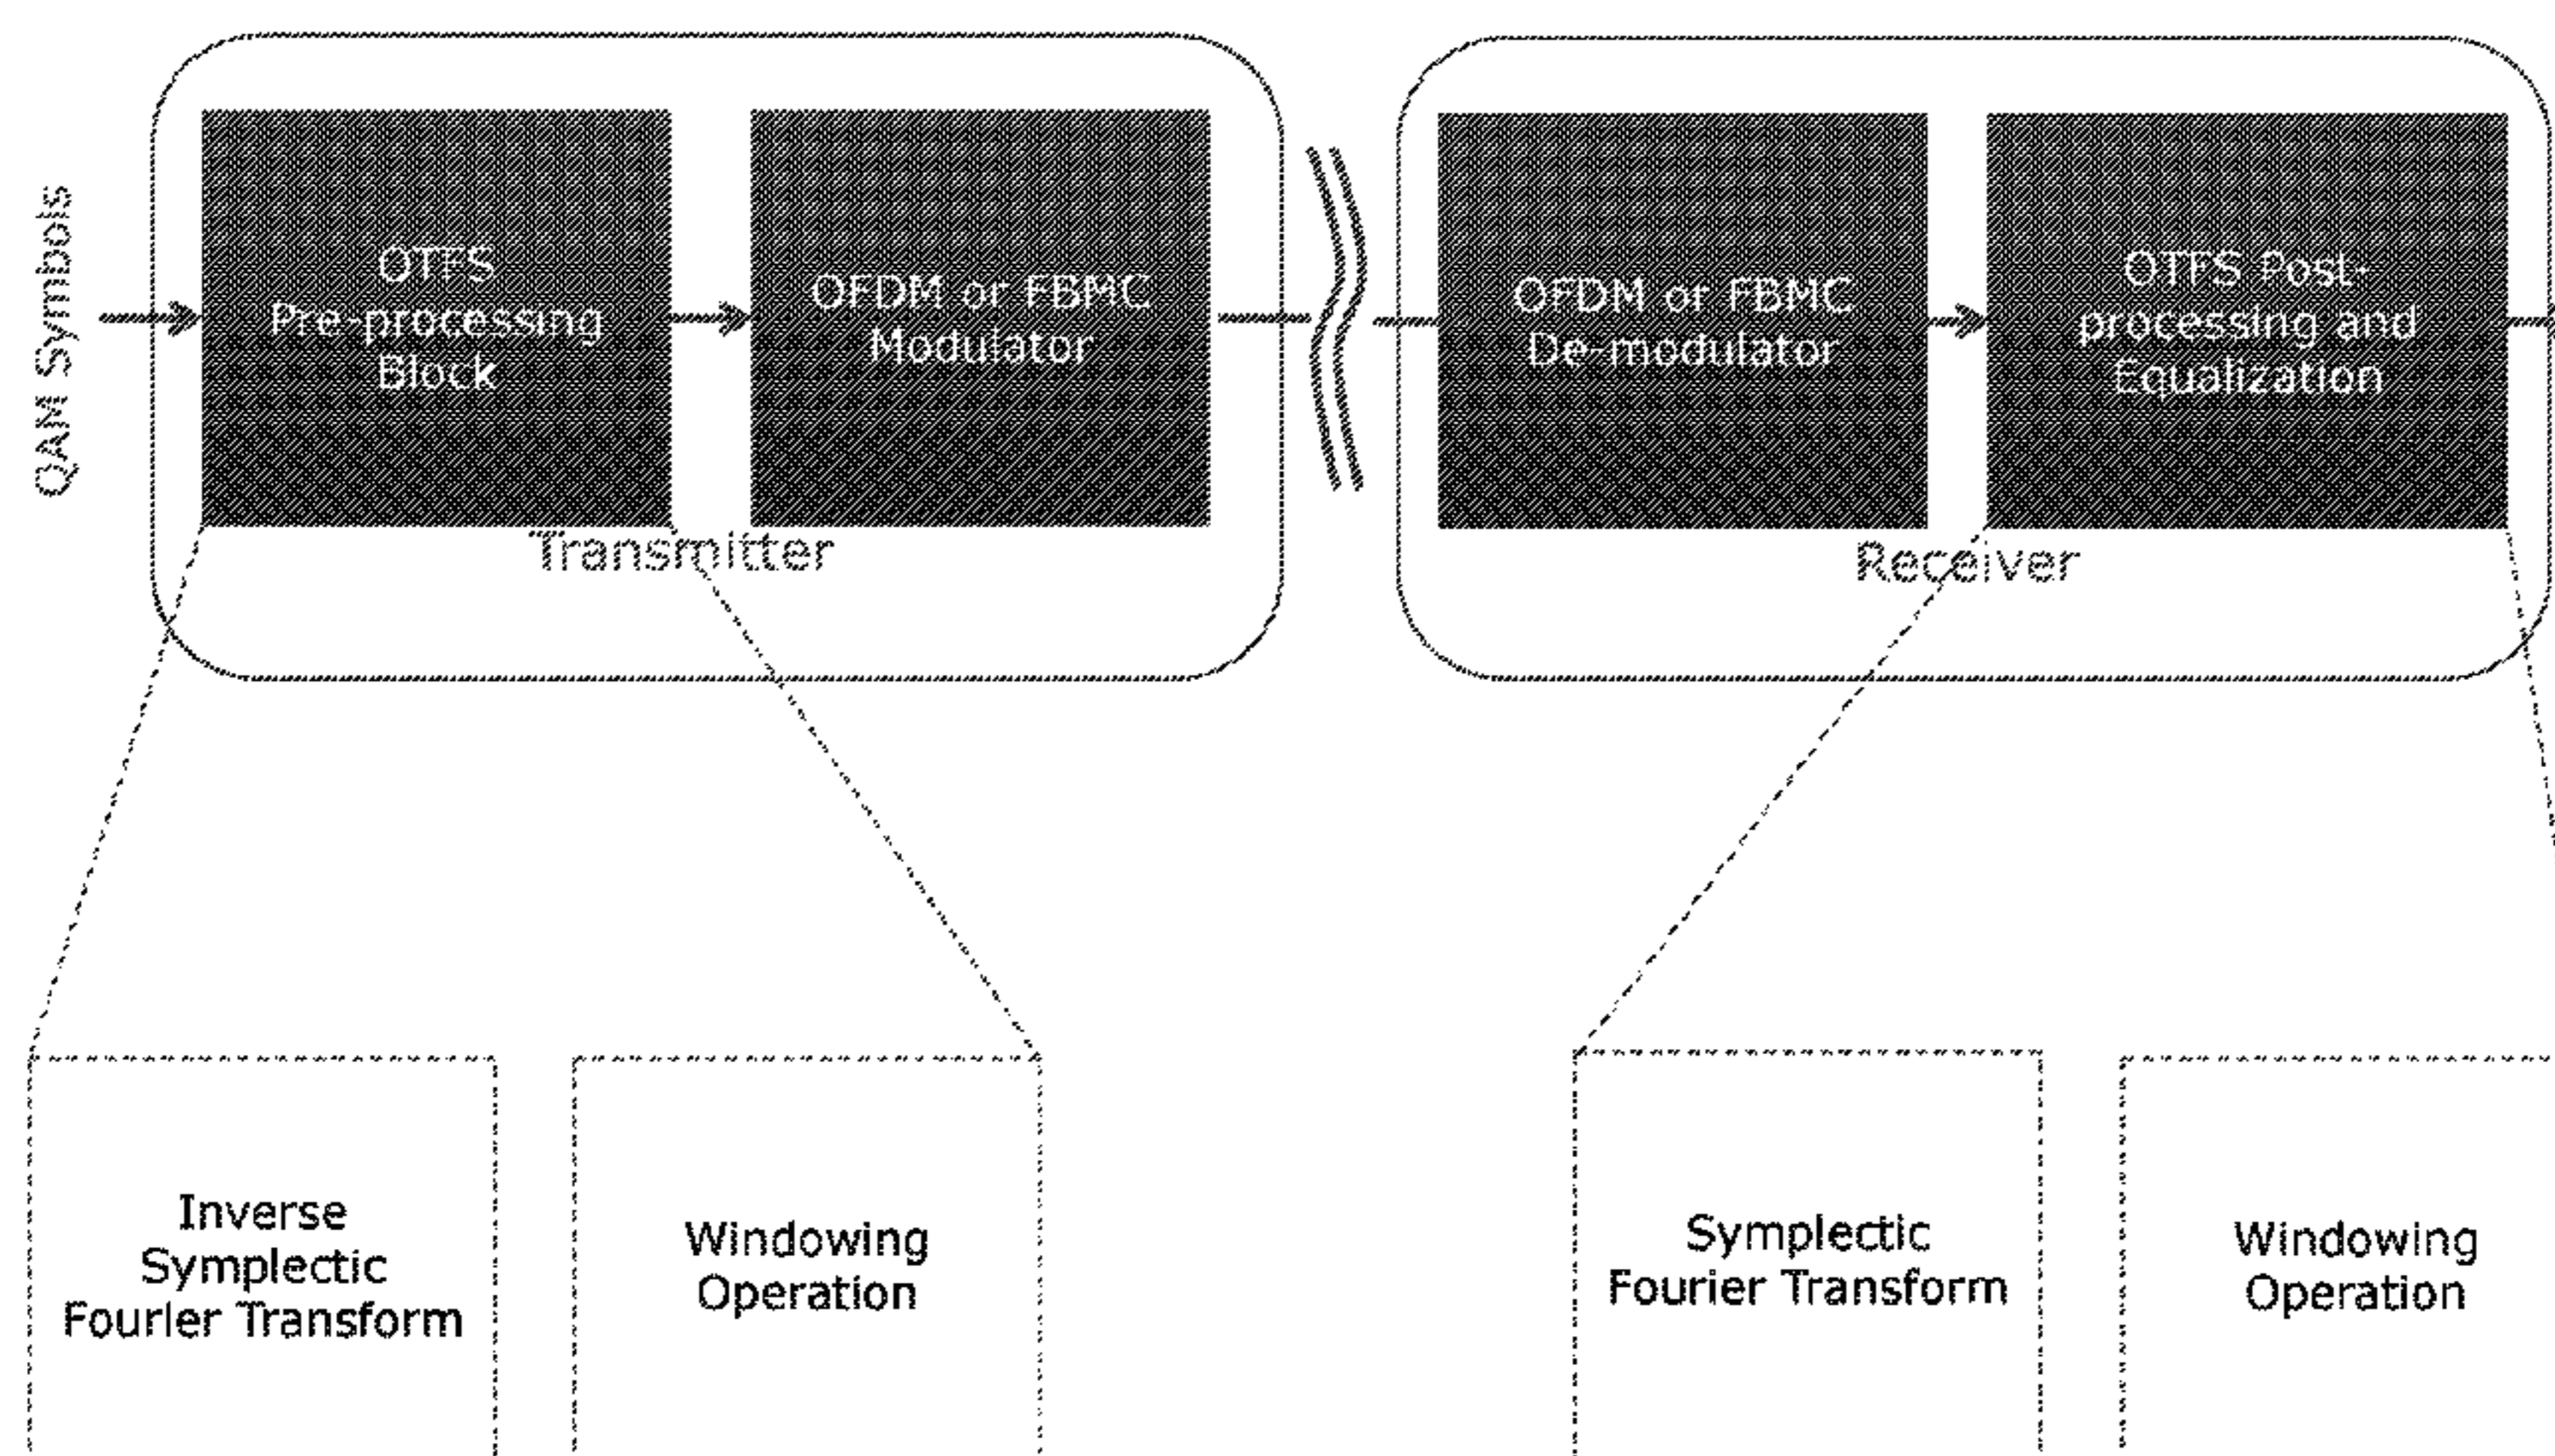 QAM Symbols
OTFS
Pre-processing
Block
OFDM or FBMC
Modulator
Transmitter
OFDM or FBMC
De-modulator
OTFS Post-
processing and
Equalization
Receiver
Inverse
Symplectic
Fourier Transform
Windowing
Operation
Symplectic
Fourier Transform
Windowing
Operation